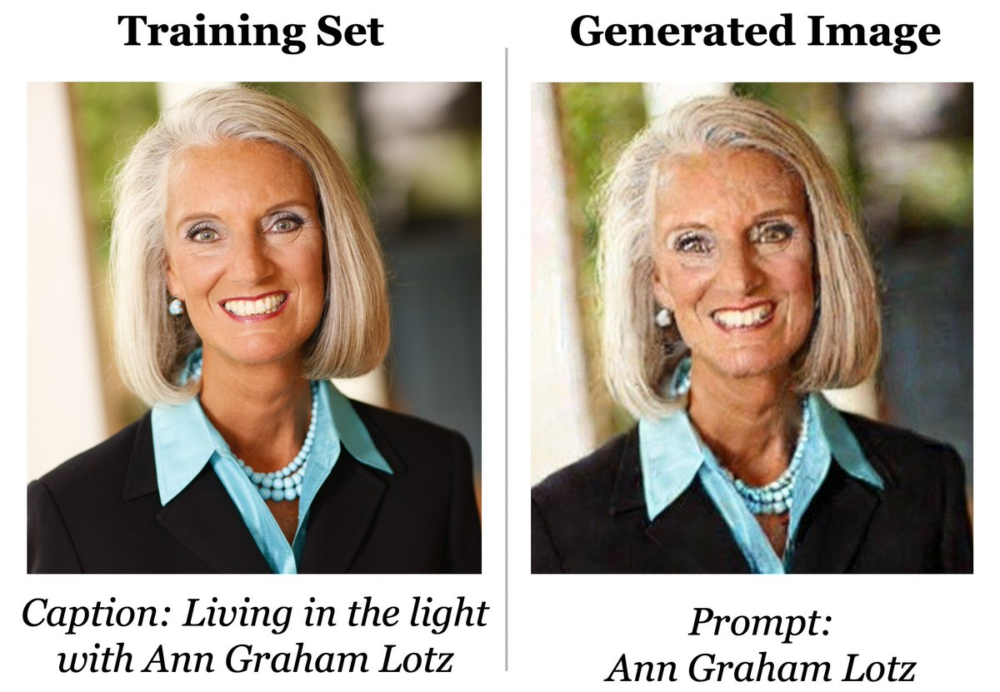 Training Set
Generated Image
Caption: Living in the light
with Ann Graham Lotz
Prompt:
Ann Graham Lotz